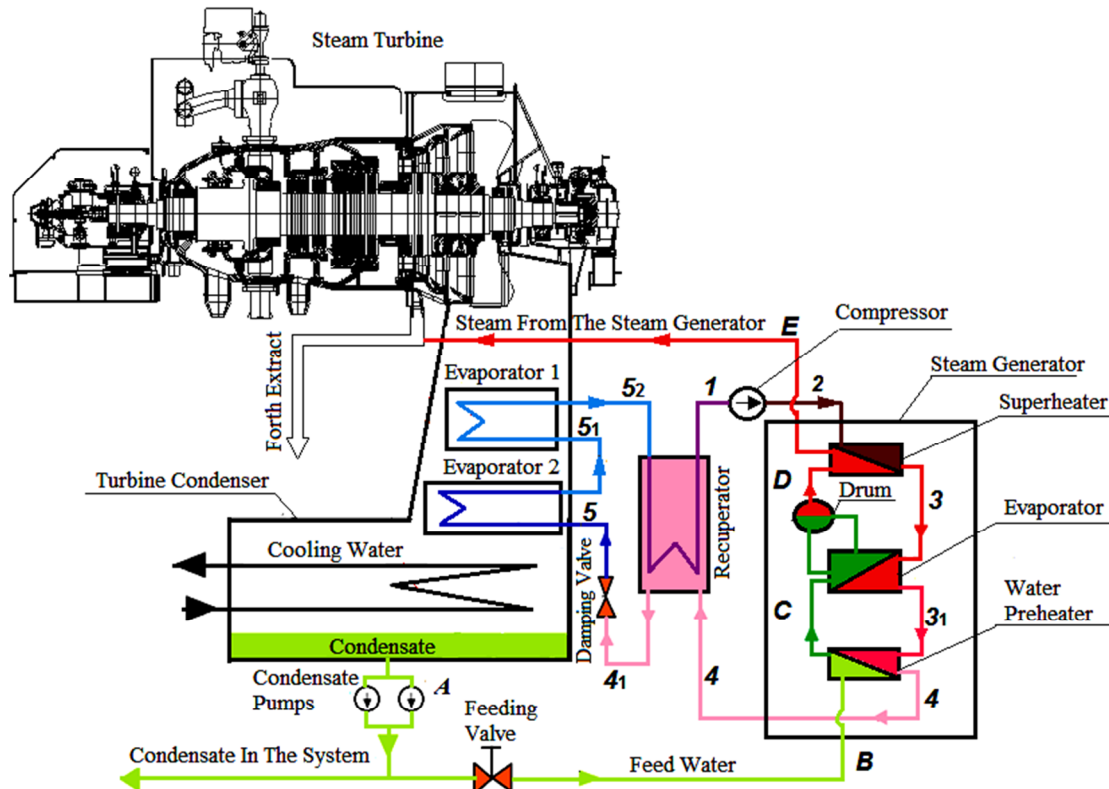 Steam Turbine
Compressor
Steam From The Steam Generator
E
Steam Generator
Forth Extract
Evaporator 1
5₂
1
2
Superheater
5₁
Evaporator 2
D
Drum
3
Turbine Condenser
5
Evaporator
Cooling Water
Recuperator
Damping Valve
Water
Preheater
C
3₁
Condensate
4₁
4
4
Condensate
Pumps
A
Feeding
Valve
Condensate In The System
Feed Water
B